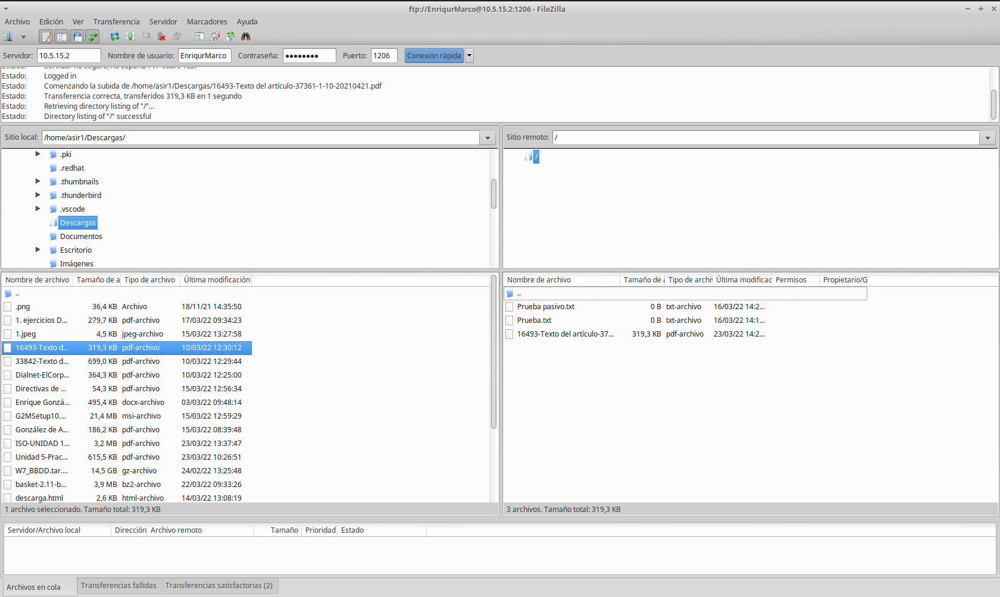 ftp://EnriqurMarco@10.5.15.2:1206 - FileZilla
Archivo Edición Ver Transferencia Servidor Marcadores Ayuda
Servidor: 10.5.15.2 Nombre de usuario: EnriqurMarco Contraseña: ●●●●●●●● Puerto: 1206 Conexión rápida
Estado: Servidor no seguro, no soporta FTP sobre TLS.
Estado: Logged in
Estado: Comenzando la subida de /home/asir1/Descargas/16493-Texto del artículo-37361-1-10-20210421.pdf
Estado: Transferencia correcta, transferidos 319,3 KB en 1 segundo
Estado: Retrieving directory listing of "/"...
Estado: Directory listing of "/" successful
Sitio local: /home/asir1/Descargas/
.pki
.redhat
.thumbnails
.thunderbird
.vscode
Descargas
Documentos
Escritorio
Imágenes
Nombre de archivo Tamaño de a Tipo de archivo Última modificación
..
.png 36,4 KB Archivo 18/11/21 14:35:50
1. ejercicios D... 279,7 KB pdf-archivo 17/03/22 09:34:23
1.jpeg 4,5 KB jpeg-archivo 15/03/22 13:27:58
16493-Texto d... 319,3 KB pdf-archivo 10/03/22 12:30:12
33842-Texto d... 699,0 KB pdf-archivo 10/03/22 12:29:44
Dialnet-ElCorp... 364,3 KB pdf-archivo 10/03/22 12:25:00
Directivas de ... 54,3 KB pdf-archivo 15/03/22 12:56:34
Enrique Gonzá... 495,4 KB docx-archivo 03/03/22 09:48:14
G2MSetup10.... 21,4 MB msi-archivo 15/03/22 12:59:29
González de A... 186,2 KB pdf-archivo 15/03/22 08:39:48
ISO-UNIDAD 1... 3,2 MB pdf-archivo 23/03/22 13:37:47
Unidad 5-Prac... 615,5 KB pdf-archivo 23/03/22 10:26:51
W7_BBDD.tar.... 14,5 GB gz-archivo 24/02/22 13:25:48
basket-2.11-b... 3,9 MB bz2-archivo 22/03/22 09:33:26
descarga.html 2,6 KB html-archivo 14/03/22 13:08:19
1 archivo seleccionado. Tamaño total: 319,3 KB
Sitio remoto: /
/
Nombre de archivo Tamaño de a Tipo de archiv Última modificac Permisos Propietario/G
..
Prueba pasivo.txt 0 B txt-archivo 16/03/22 14:2...
Prueba.txt 0 B txt-archivo 16/03/22 14:1...
16493-Texto del artículo-37... 319,3 KB pdf-archivo 23/03/22 14:2...
3 archivos. Tamaño total: 319,3 KB
Servidor/Archivo local Dirección Archivo remoto Tamaño Prioridad Estado
Archivos en cola Transferencias fallidas Transferencias satisfactorias (2)